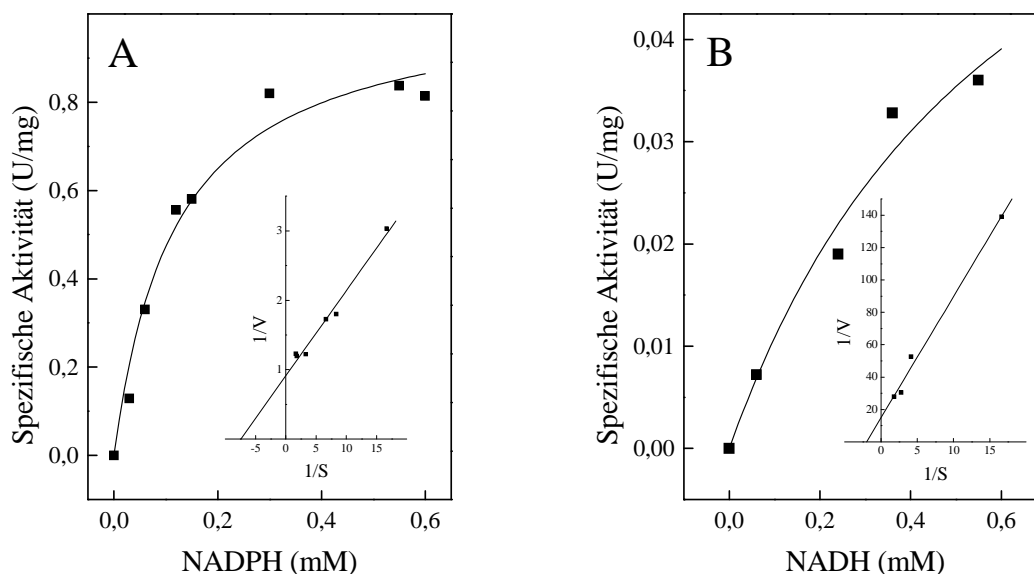 A
Spezifische Aktivität (U/mg)
0,8
0,6
0,4
0,2
0,0
0,0 0,2 0,4 0,6
NADPH (mM)
1/V
3
2
1
-5 0 5 10 15
1/S
B
Spezifische Aktivität (U/mg)
0,04
0,03
0,02
0,01
0,00
0,0 0,2 0,4 0,6
NADH (mM)
1/V
140
120
100
80
60
40
20
0 5 10 15
1/S